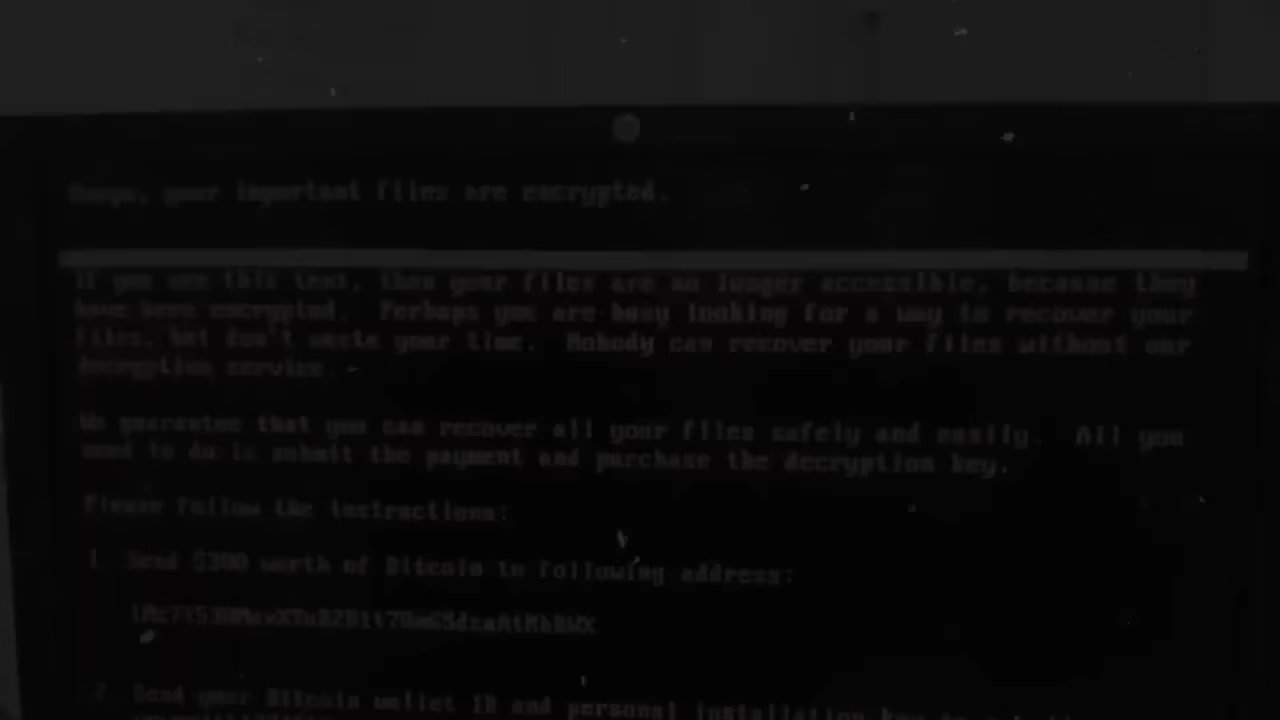 Ooops, your important files are encrypted.
If you see this text, then your files are no longer accessible, because they
have been encrypted. Perhaps you are busy looking for a way to recover your
files, but don't waste your time. Nobody can recover your files without our
decryption service.
We guarantee that you can recover all your files safely and easily. All you
need to do is submit the payment and purchase the decryption key.
Please follow the instructions:
1. Send $300 worth of Bitcoin to following address:
2. Send your Bitcoin wallet ID and personal installation key to